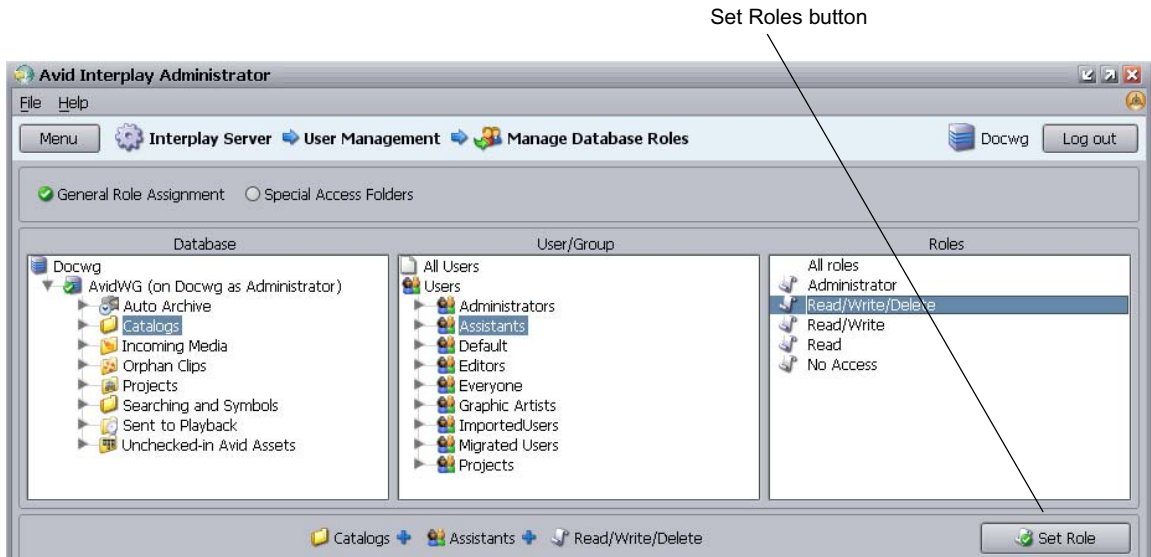 Set Roles button
Avid Interplay Administrator
File Help
Menu Interplay Server User Management Manage Database Roles Docwg Log out
General Role Assignment Special Access Folders
Database
Docwg
AvidWG (on Docwg as Administrator)
Auto Archive
Catalogs
Incoming Media
Orphan Clips
Projects
Searching and Symbols
Sent to Playback
Unchecked-in Avid Assets
User/Group
All Users
Users
Administrators
Assistants
Default
Editors
Everyone
Graphic Artists
ImportedUsers
Migrated Users
Projects
Roles
All roles
Administrator
Read/Write/Delete
Read/Write
Read
No Access
Catalogs + Assistants + Read/Write/Delete
Set Role